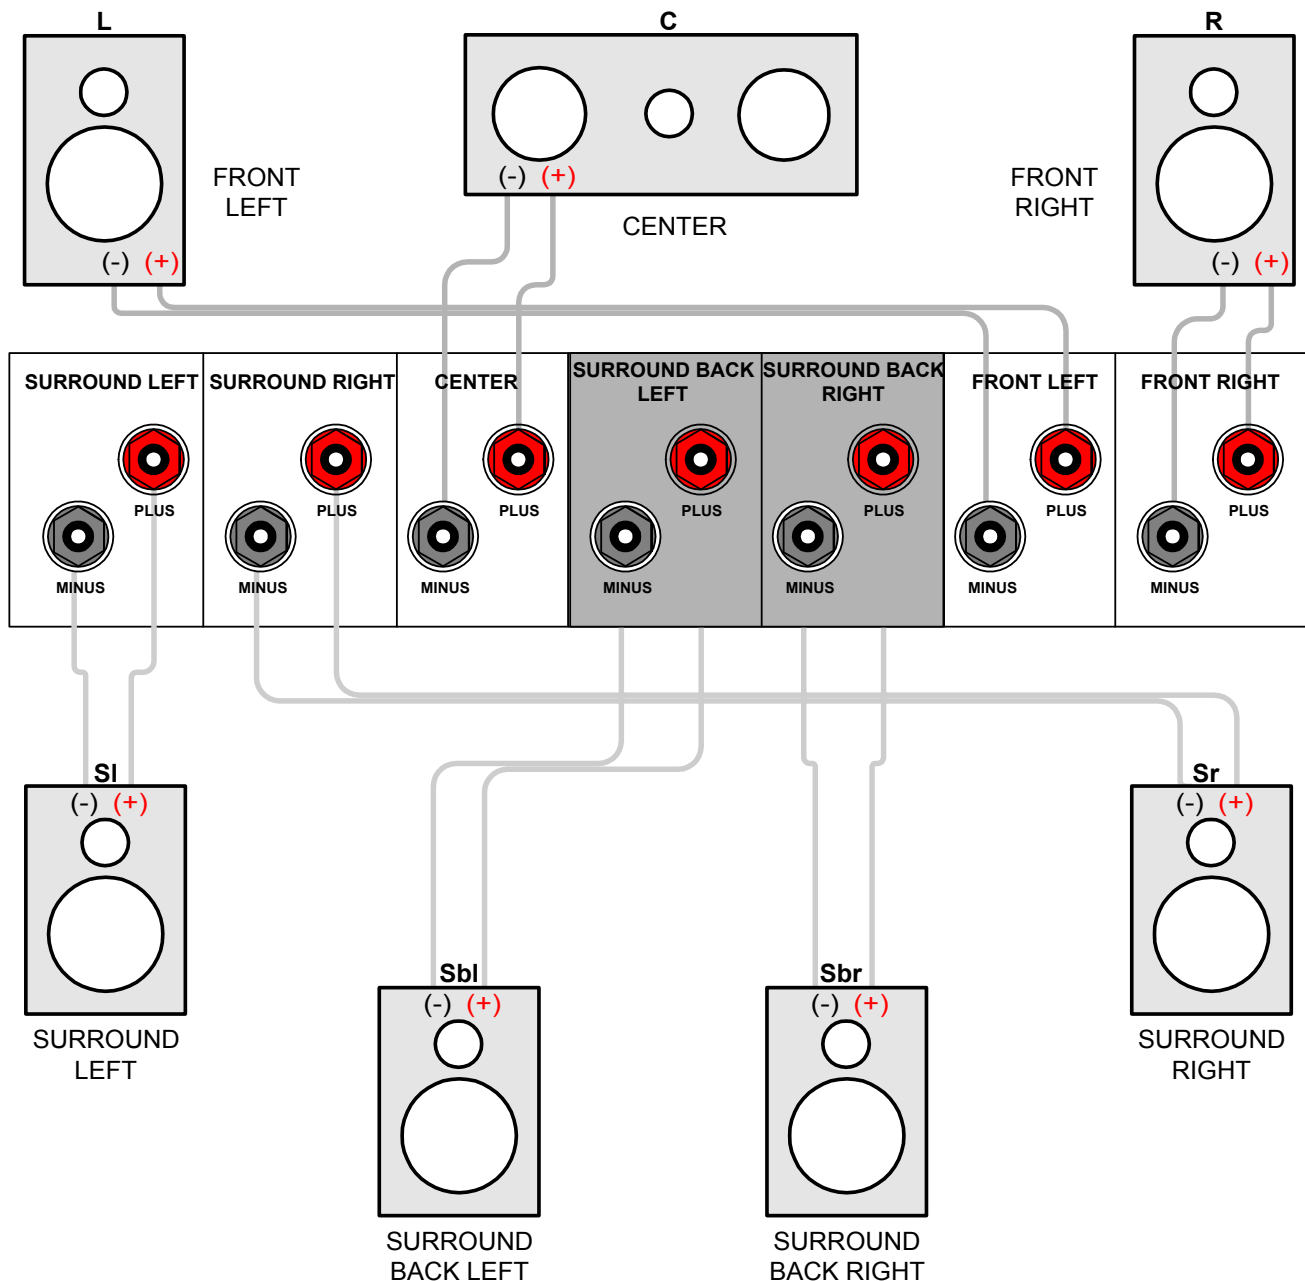 L
C
R
FRONT
LEFT
(-) (+)
(-) (+)
CENTER
FRONT
RIGHT
(-) (+)
SURROUND LEFT
PLUS
MINUS
SURROUND RIGHT
PLUS
MINUS
CENTER
PLUS
MINUS
SURROUND BACK
LEFT
PLUS
MINUS
SURROUND BACK
RIGHT
PLUS
MINUS
FRONT LEFT
PLUS
MINUS
FRONT RIGHT
PLUS
MINUS
Sl
(-) (+)
SURROUND
LEFT
Sbl
(-) (+)
SURROUND
BACK LEFT
Sbr
(-) (+)
SURROUND
BACK RIGHT
Sr
(-) (+)
SURROUND
RIGHT